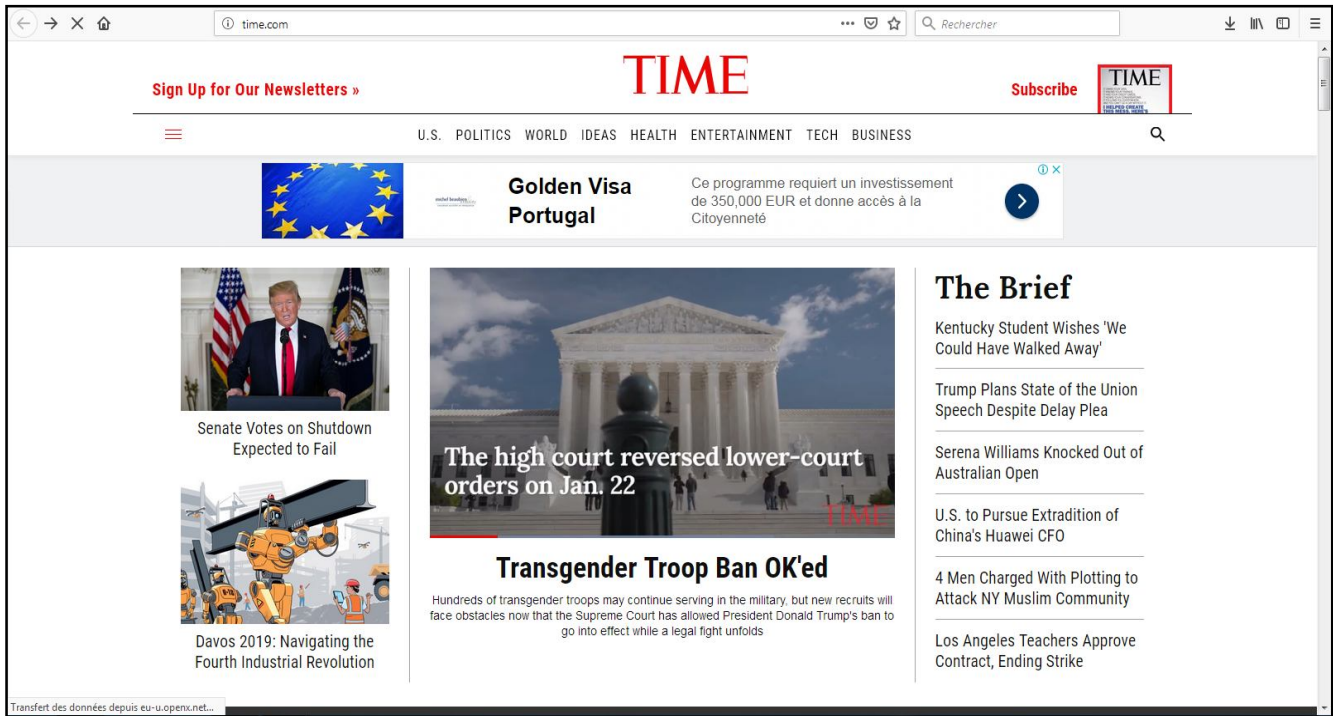 time.com
Rechercher
Sign Up for Our Newsletters »
TIME
Subscribe
TIME
U.S. POLITICS WORLD IDEAS HEALTH ENTERTAINMENT TECH BUSINESS
Golden Visa
Portugal
Ce programme requiert un investissement
de 350,000 EUR et donne accès à la
Citoyenneté
Senate Votes on Shutdown
Expected to Fail
Davos 2019: Navigating the
Fourth Industrial Revolution
The high court reversed lower-court
orders on Jan. 22
TIME
Transgender Troop Ban OK'ed
Hundreds of transgender troops may continue serving in the military, but new recruits will
face obstacles now that the Supreme Court has allowed President Donald Trump's ban to
go into effect while a legal fight unfolds
The Brief
Kentucky Student Wishes 'We
Could Have Walked Away'
Trump Plans State of the Union
Speech Despite Delay Plea
Serena Williams Knocked Out of
Australian Open
U.S. to Pursue Extradition of
China's Huawei CFO
4 Men Charged With Plotting to
Attack NY Muslim Community
Los Angeles Teachers Approve
Contract, Ending Strike
Transfert des données depuis eu-u.openx.net...